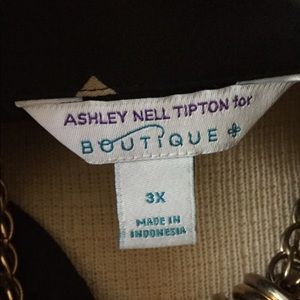 ASHLEY NELL TIPTON for
BOUTIQUE +
3X
MADE IN
INDONESIA